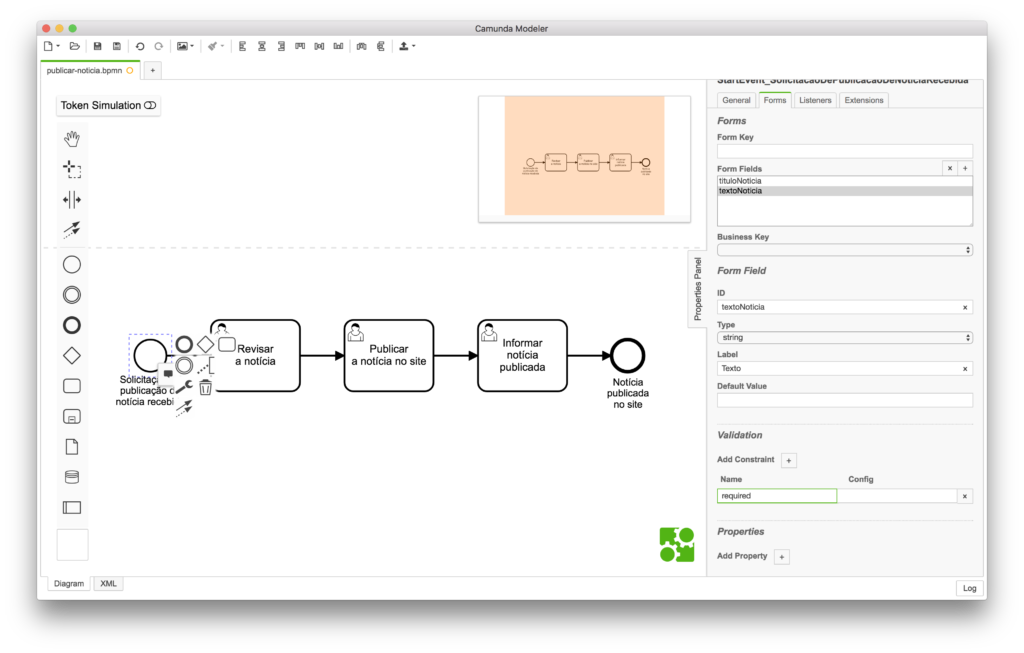 Camunda Modeler
publicar-noticia.bpmn
+
Token Simulation
StartEvent_SolicitacaoDePublicacaoDeNoticiaRecebida
General
Forms
Listeners
Extensions
Forms
Form Key
Form Fields
x
+
tituloNoticia
textoNoticia
Business Key
Properties Panel
Form Field
ID
textoNoticia
x
Type
string
Label
Texto
x
Default Value
Validation
Add Constraint
+
Name
Config
required
x
Properties
Add Property
+
Revisar
a notícia
Publicar
a notícia no site
Informar
notícia
publicada
publicação d
notícia recebi
Notícia
publicada
no site
Diagram
XML
Log